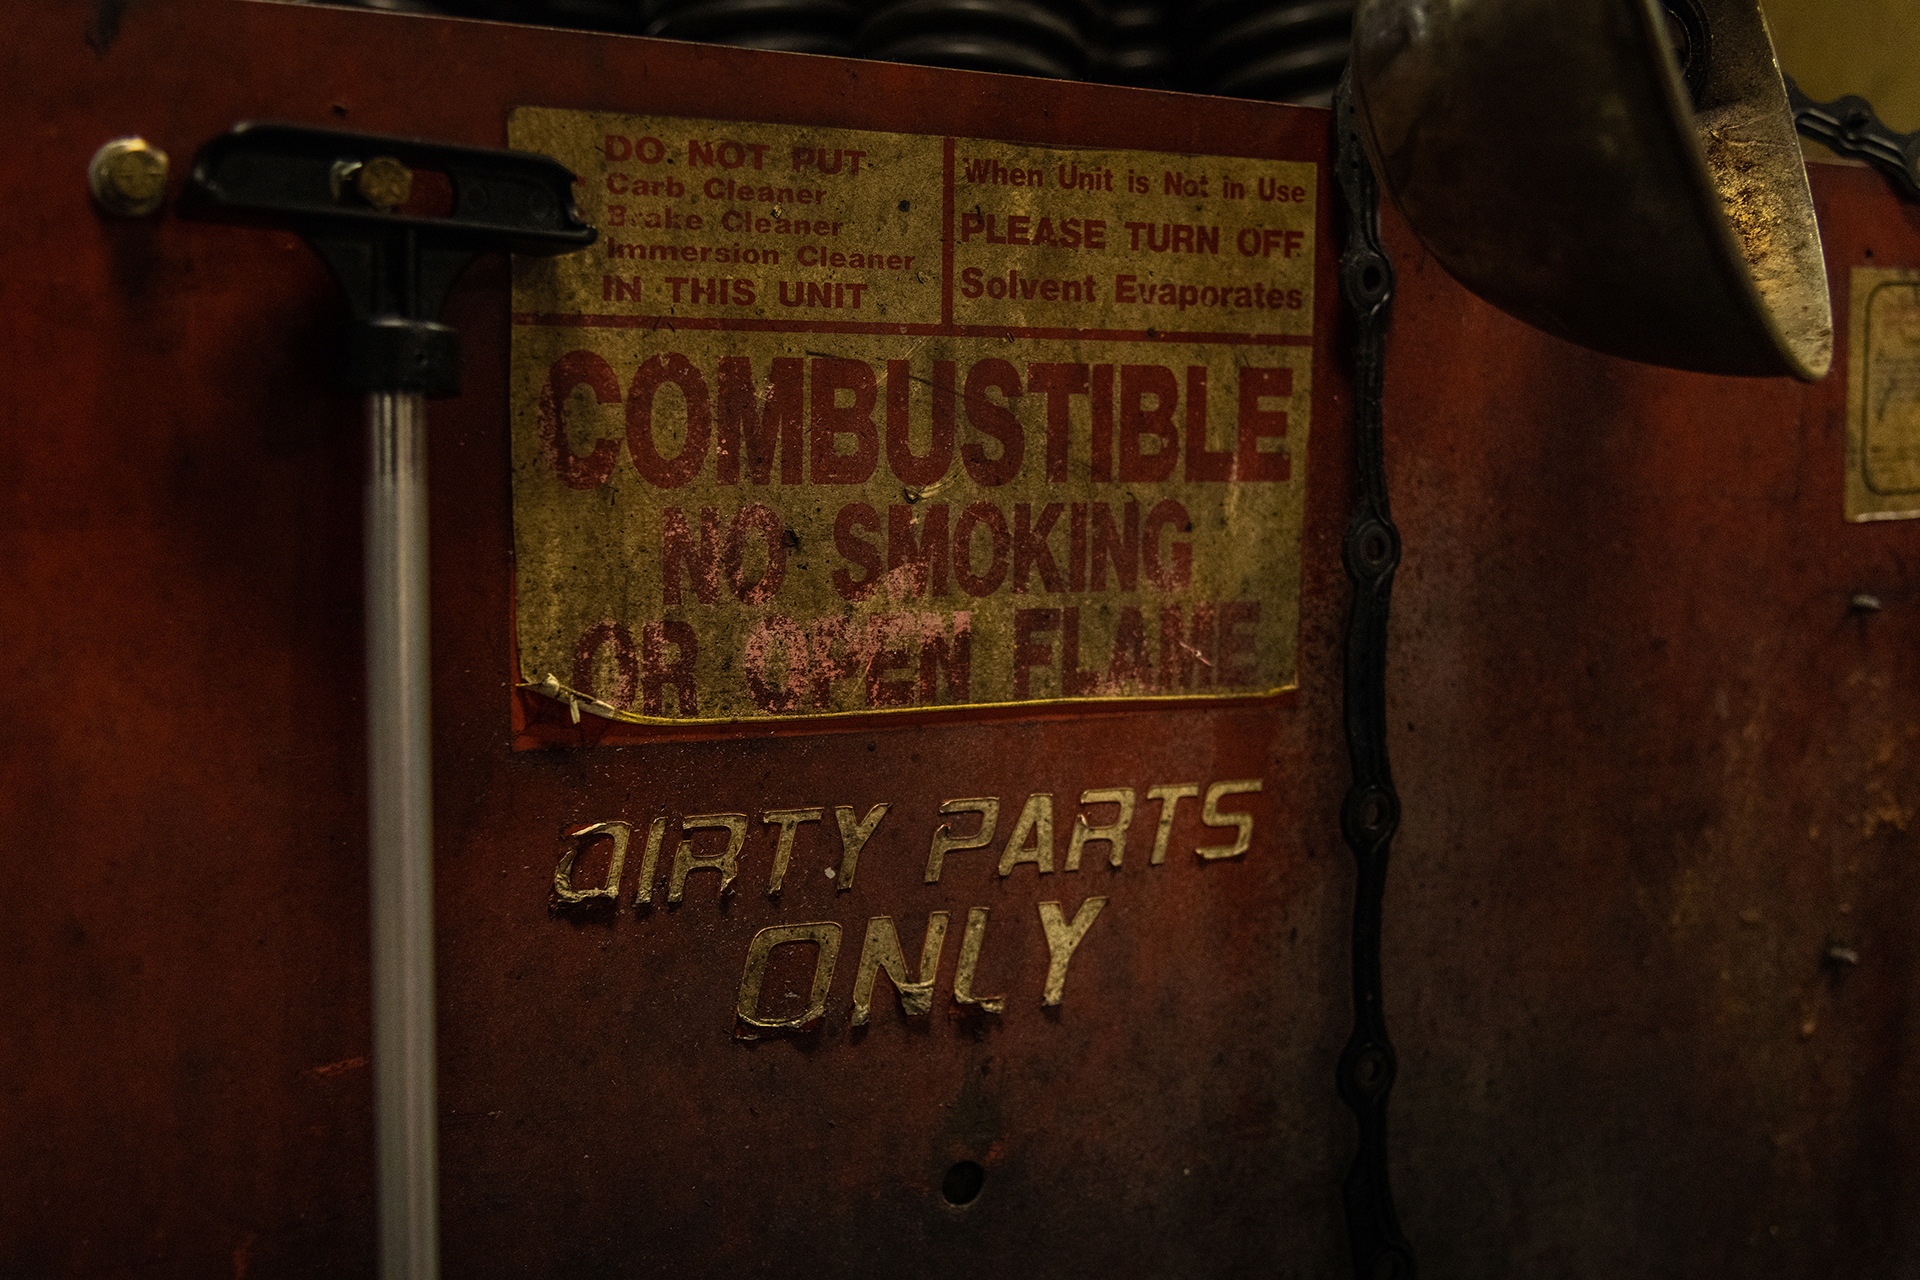 DO NOT PUT
Carb Cleaner
Brake Cleaner
Immersion Cleaner
IN THIS UNIT
When Unit is Not in Use
PLEASE TURN OFF
Solvent Evaporates
COMBUSTIBLE
NO SMOKING
OR OPEN FLAME
DIRTY PARTS
ONLY